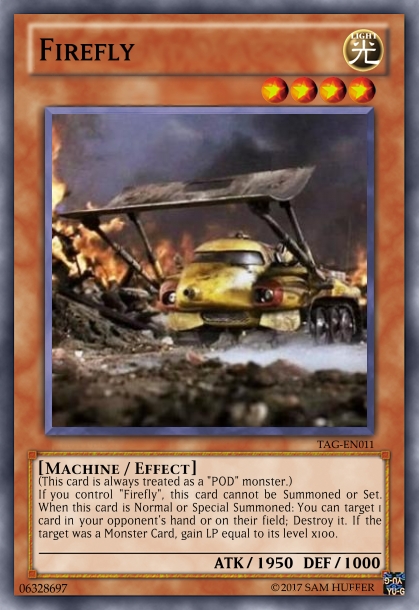 FIREFLY
LIGHT
光
TAG-EN011
[MACHINE / EFFECT]
(This card is always treated as a "POD" monster.)
If you control "Firefly", this card cannot be Summoned or Set.
When this card is Normal or Special Summoned: You can target 1
card in your opponent's hand or on their field; Destroy it. If the
target was a Monster Card, gain LP equal to its level x100.
ATK / 1950 DEF / 1000
06328697
©2017 SAM HUFFER